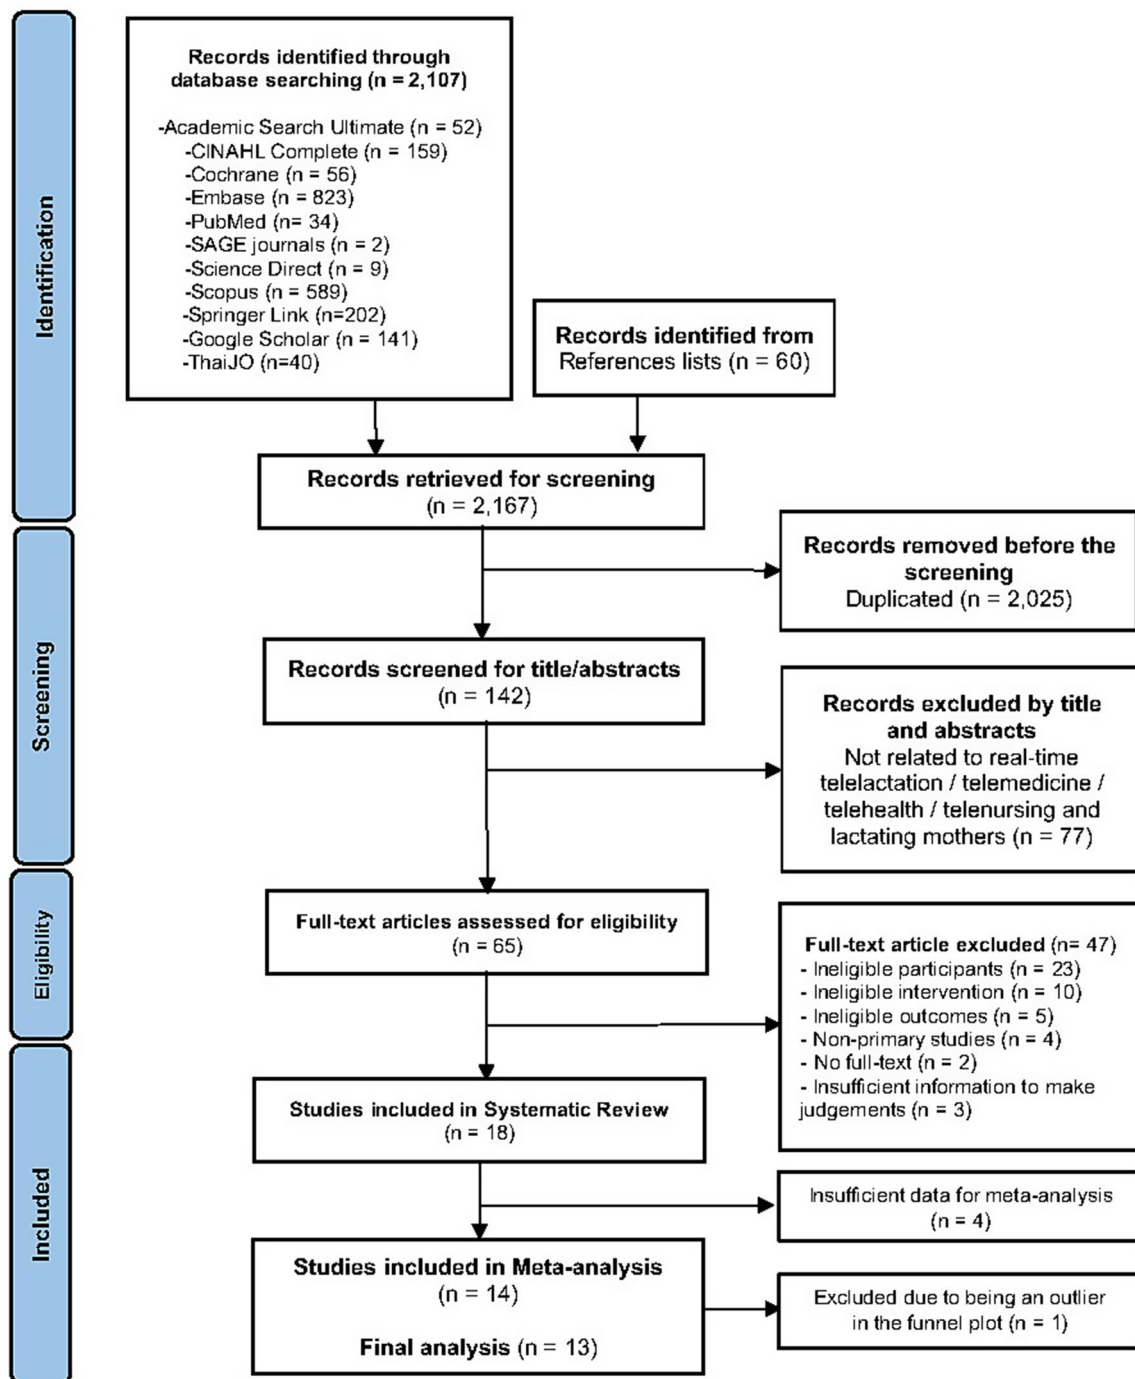 Identification
Records identified through
database searching (n = 2,107)
-Academic Search Ultimate (n = 52)
-CINAHL Complete (n = 159)
-Cochrane (n = 56)
-Embase (n = 823)
-PubMed (n= 34)
-SAGE journals (n = 2)
-Science Direct (n = 9)
-Scopus (n = 589)
-Springer Link (n=202)
-Google Scholar (n = 141)
-ThaiJO (n=40)
Records identified from
References lists (n = 60)
Records retrieved for screening
(n = 2,167)
Screening
Records removed before the
screening
Duplicated (n = 2,025)
Records screened for title/abstracts
(n = 142)
Records excluded by title
and abstracts
Not related to real-time
telelactation / telemedicine /
telehealth / telenursing and
lactating mothers (n = 77)
Eligibility
Full-text articles assessed for eligibility
(n = 65)
Full-text article excluded (n= 47)
- Ineligible participants (n = 23)
- Ineligible intervention (n = 10)
- Ineligible outcomes (n = 5)
- Non-primary studies (n = 4)
- No full-text (n = 2)
- Insufficient information to make
judgements (n = 3)
Included
Studies included in Systematic Review
(n = 18)
Insufficient data for meta-analysis
(n = 4)
Studies included in Meta-analysis
(n = 14)
Final analysis (n = 13)
Excluded due to being an outlier
in the funnel plot (n = 1)